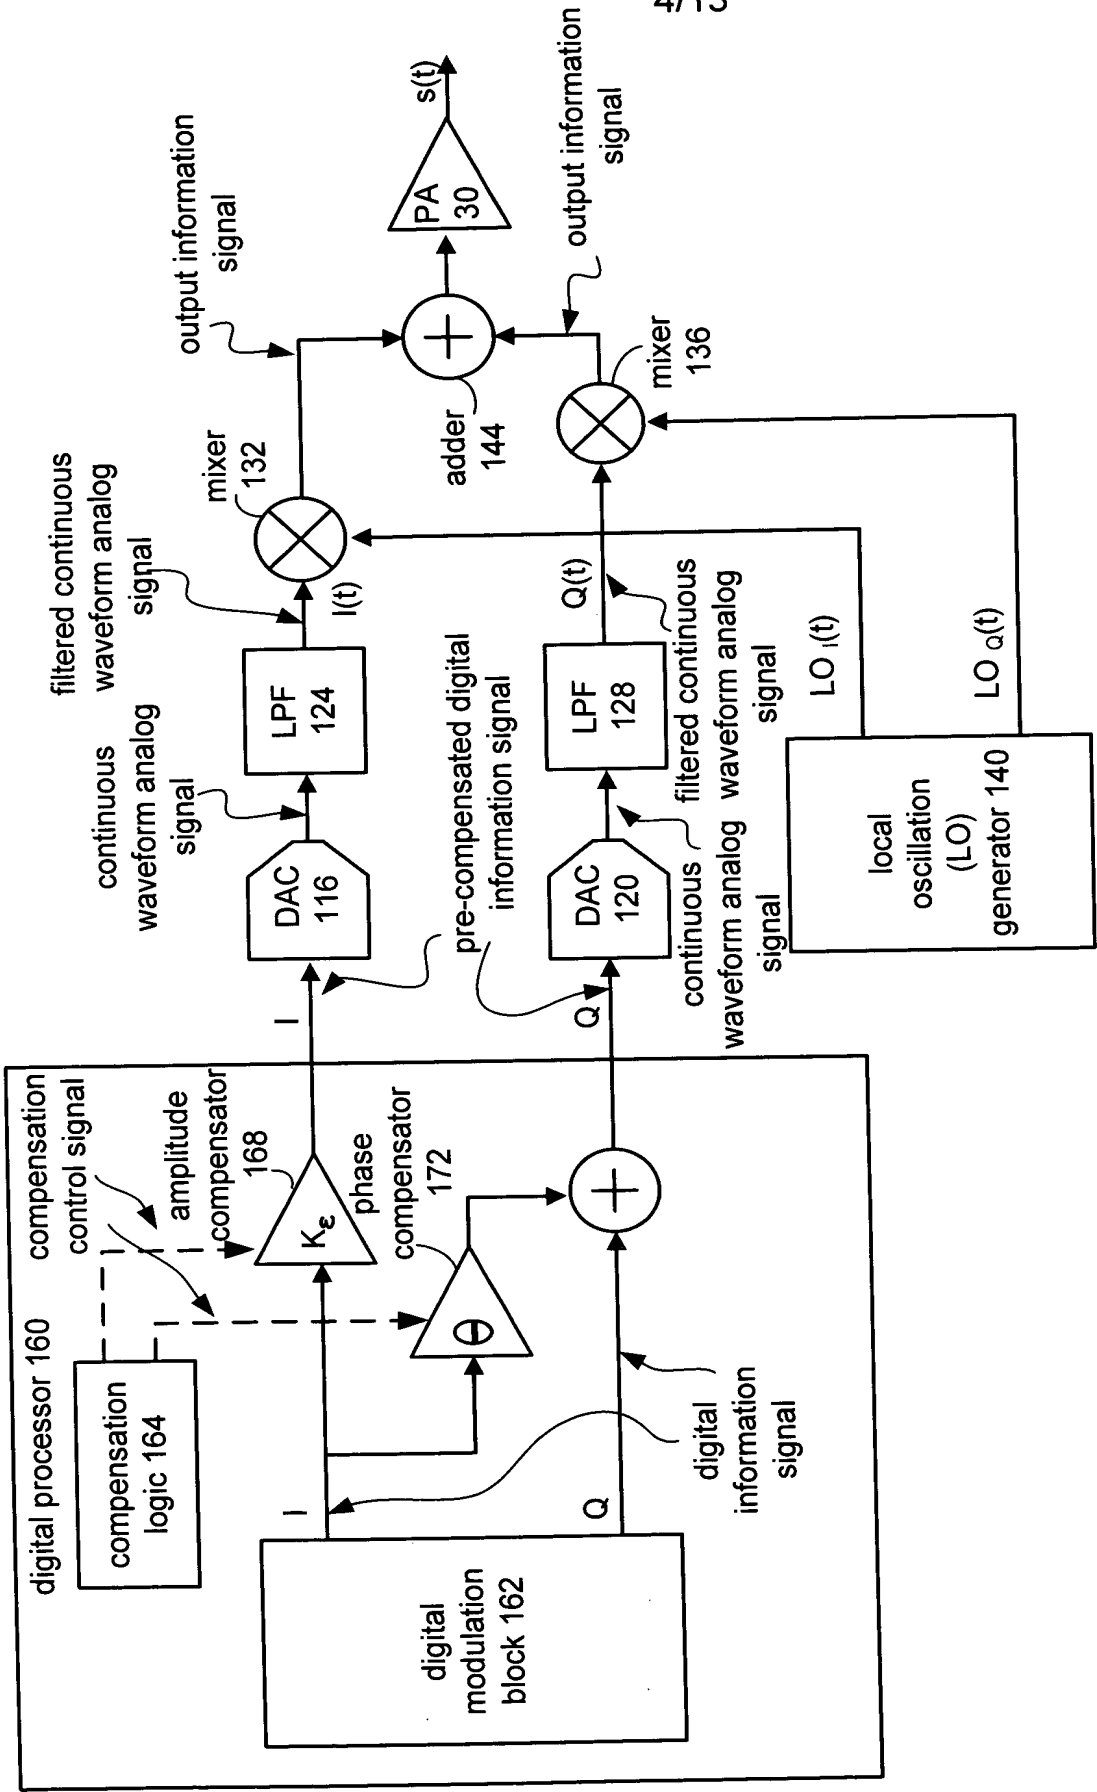 4/13
digital processor 160
compensation
logic 164
compensation
control signal
amplitude
compensator
168
Kε
phase
compensator
172
θ
digital
modulation
block 162
I
Q
digital
information
signal
I
Q
pre-compensated digital
information signal
DAC
116
DAC
120
continuous
waveform analog
signal
continuous
waveform analog
signal
LPF
124
LPF
128
filtered continuous
waveform analog
signal
filtered continuous
waveform analog
signal
I(t)
Q(t)
mixer
132
mixer
136
local
oscillation
(LO)
generator 140
LO I(t)
LO Q(t)
adder
144
output information
signal
output information
signal
PA
30
s(t)